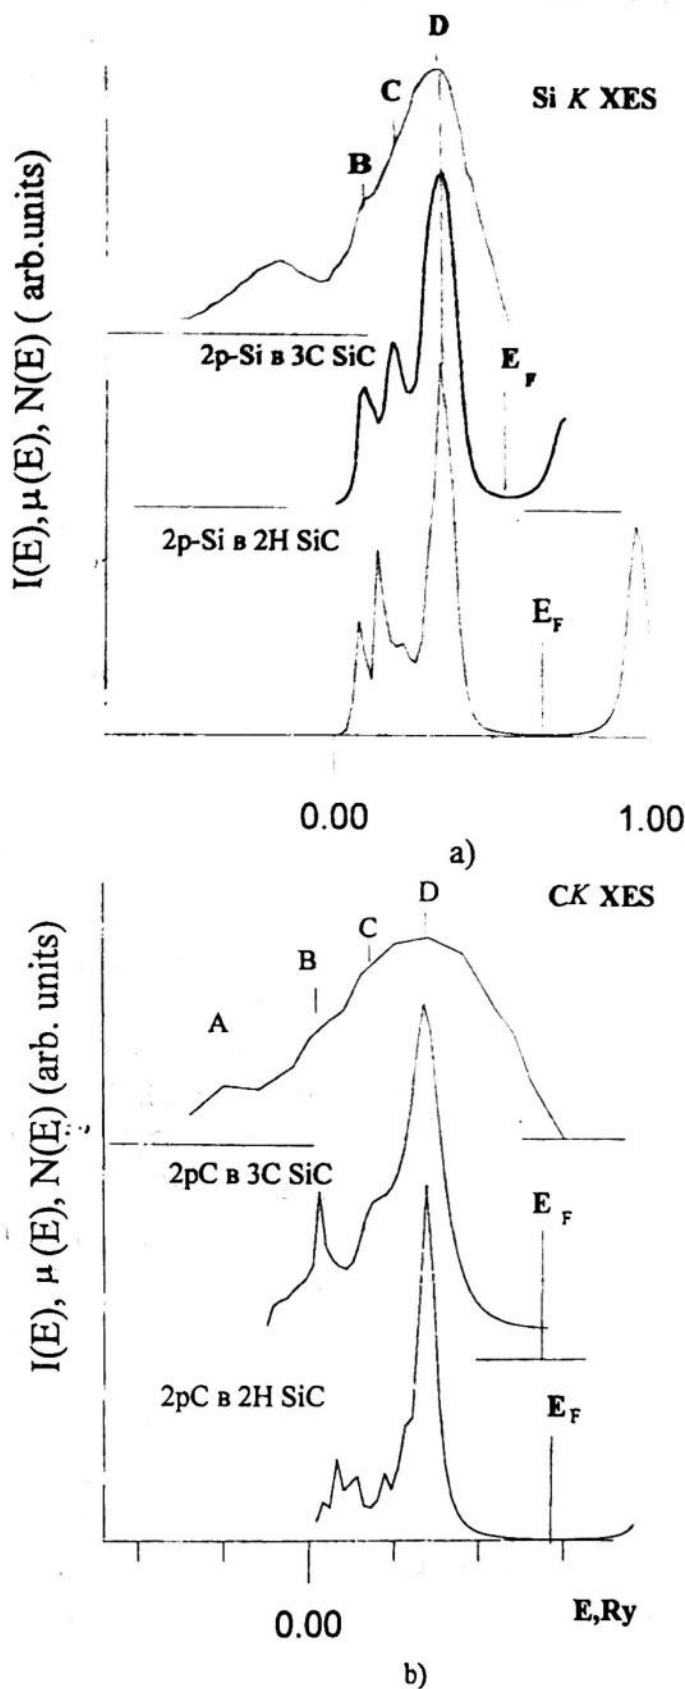 D
Si K XES
C
B
I(E), μ(E), N(E) ( arb.units)
2p-Si в 3C SiC
E F
2p-Si в 2H SiC
E F
0.00 1.00
a)
D
CK XES
C
B
A
I(E), μ (E), N(E) (arb. units)
2pC в 3C SiC
E F
2pC в 2H SiC
E F
0.00
E,Ry
b)